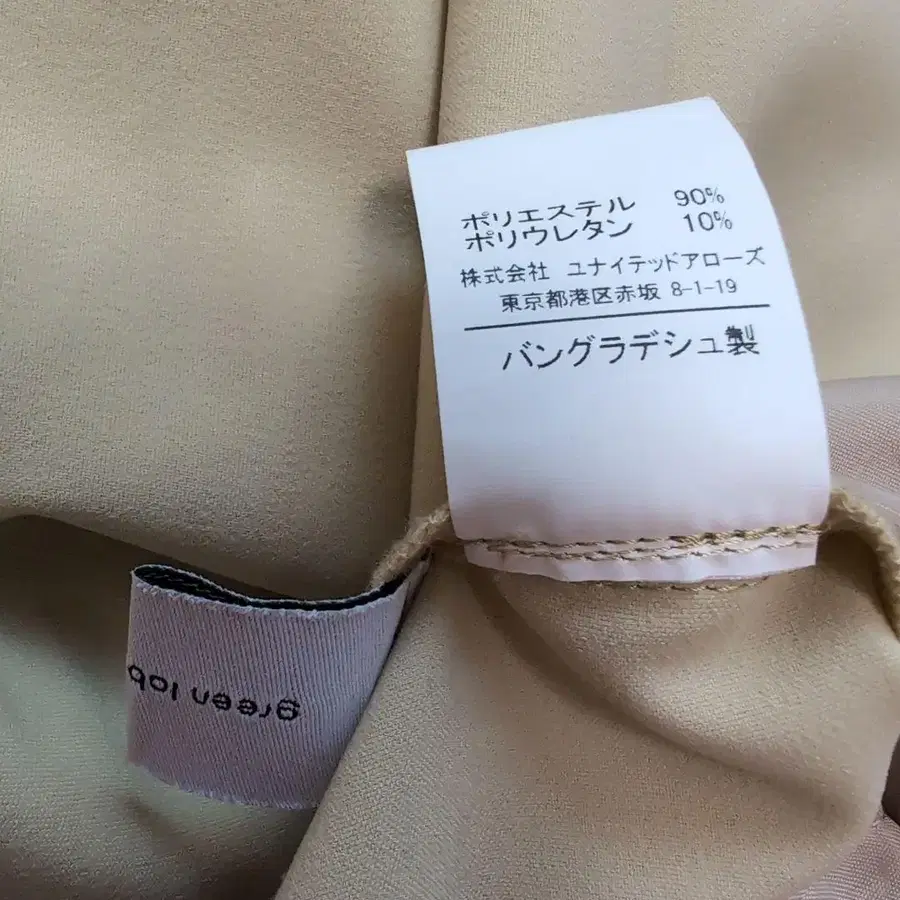 ポリエステル 90%
ポリウレタン 10%
株式会社 ユナイテッドアローズ
東京都港区赤坂 8-1-19
バングラデシュ製
green